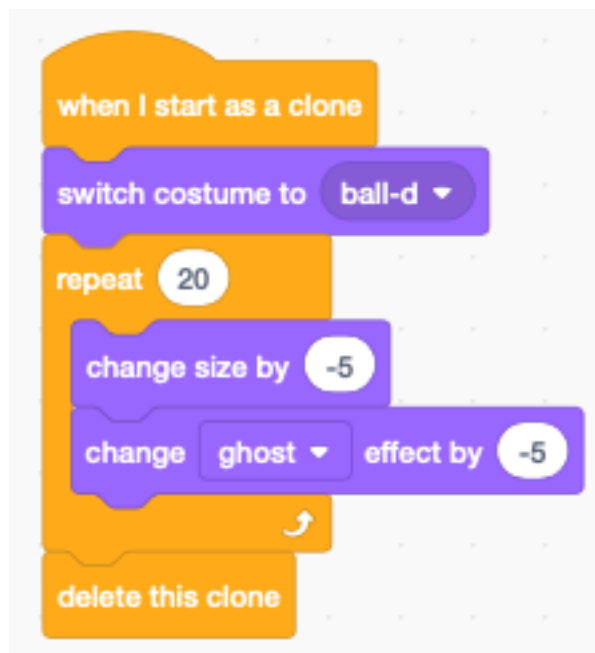 when I start as a clone
switch costume to ball-d
repeat 20
change size by -5
change ghost effect by -5
delete this clone